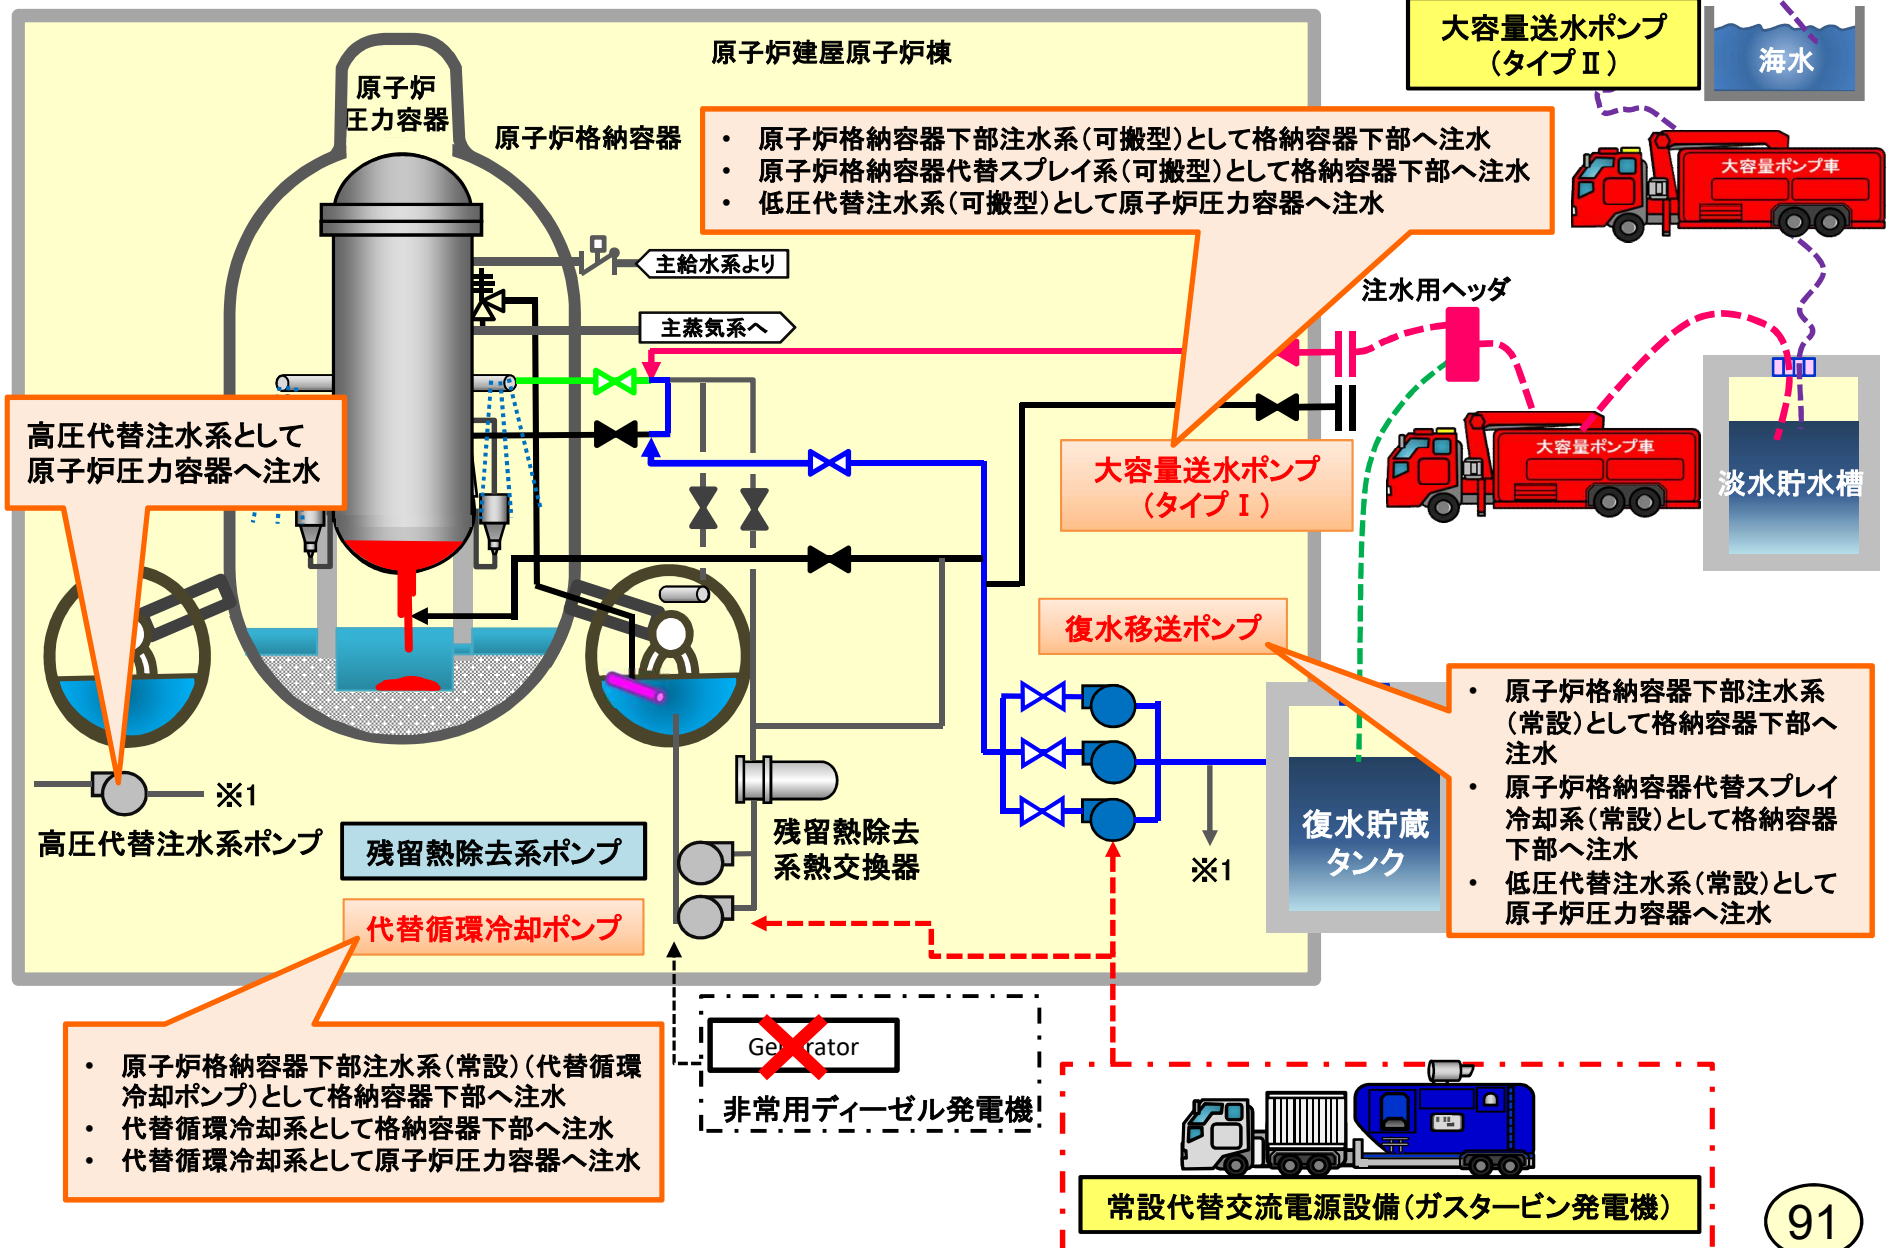 大容量送水ポンプ
（タイプⅡ）
海水
原子炉建屋原子炉棟
原子炉
圧力容器
原子炉格納容器
・ 原子炉格納容器下部注水系（可搬型）として格納容器下部へ注水
・ 原子炉格納容器代替スプレイ系（可搬型）として格納容器下部へ注水
・ 低圧代替注水系（可搬型）として原子炉圧力容器へ注水
大容量ポンプ車
主給水系より
主蒸気系へ
注水用ヘッダ
高圧代替注水系として
原子炉圧力容器へ注水
大容量送水ポンプ
（タイプⅠ）
大容量ポンプ車
淡水貯水槽
復水移送ポンプ
・ 原子炉格納容器下部注水系
（常設）として格納容器下部へ
注水
・ 原子炉格納容器代替スプレイ
冷却系（常設）として格納容器
下部へ注水
・ 低圧代替注水系（常設）として
原子炉圧力容器へ注水
※1
高圧代替注水系ポンプ
残留熱除去系ポンプ
残留熱除去
系熱交換器
※1
復水貯蔵
タンク
代替循環冷却ポンプ
・ 原子炉格納容器下部注水系（常設）（代替循環
冷却ポンプ）として格納容器下部へ注水
・ 代替循環冷却系として格納容器下部へ注水
・ 代替循環冷却系として原子炉圧力容器へ注水
Generator
非常用ディーゼル発電機
常設代替交流電源設備（ガスタービン発電機）
91